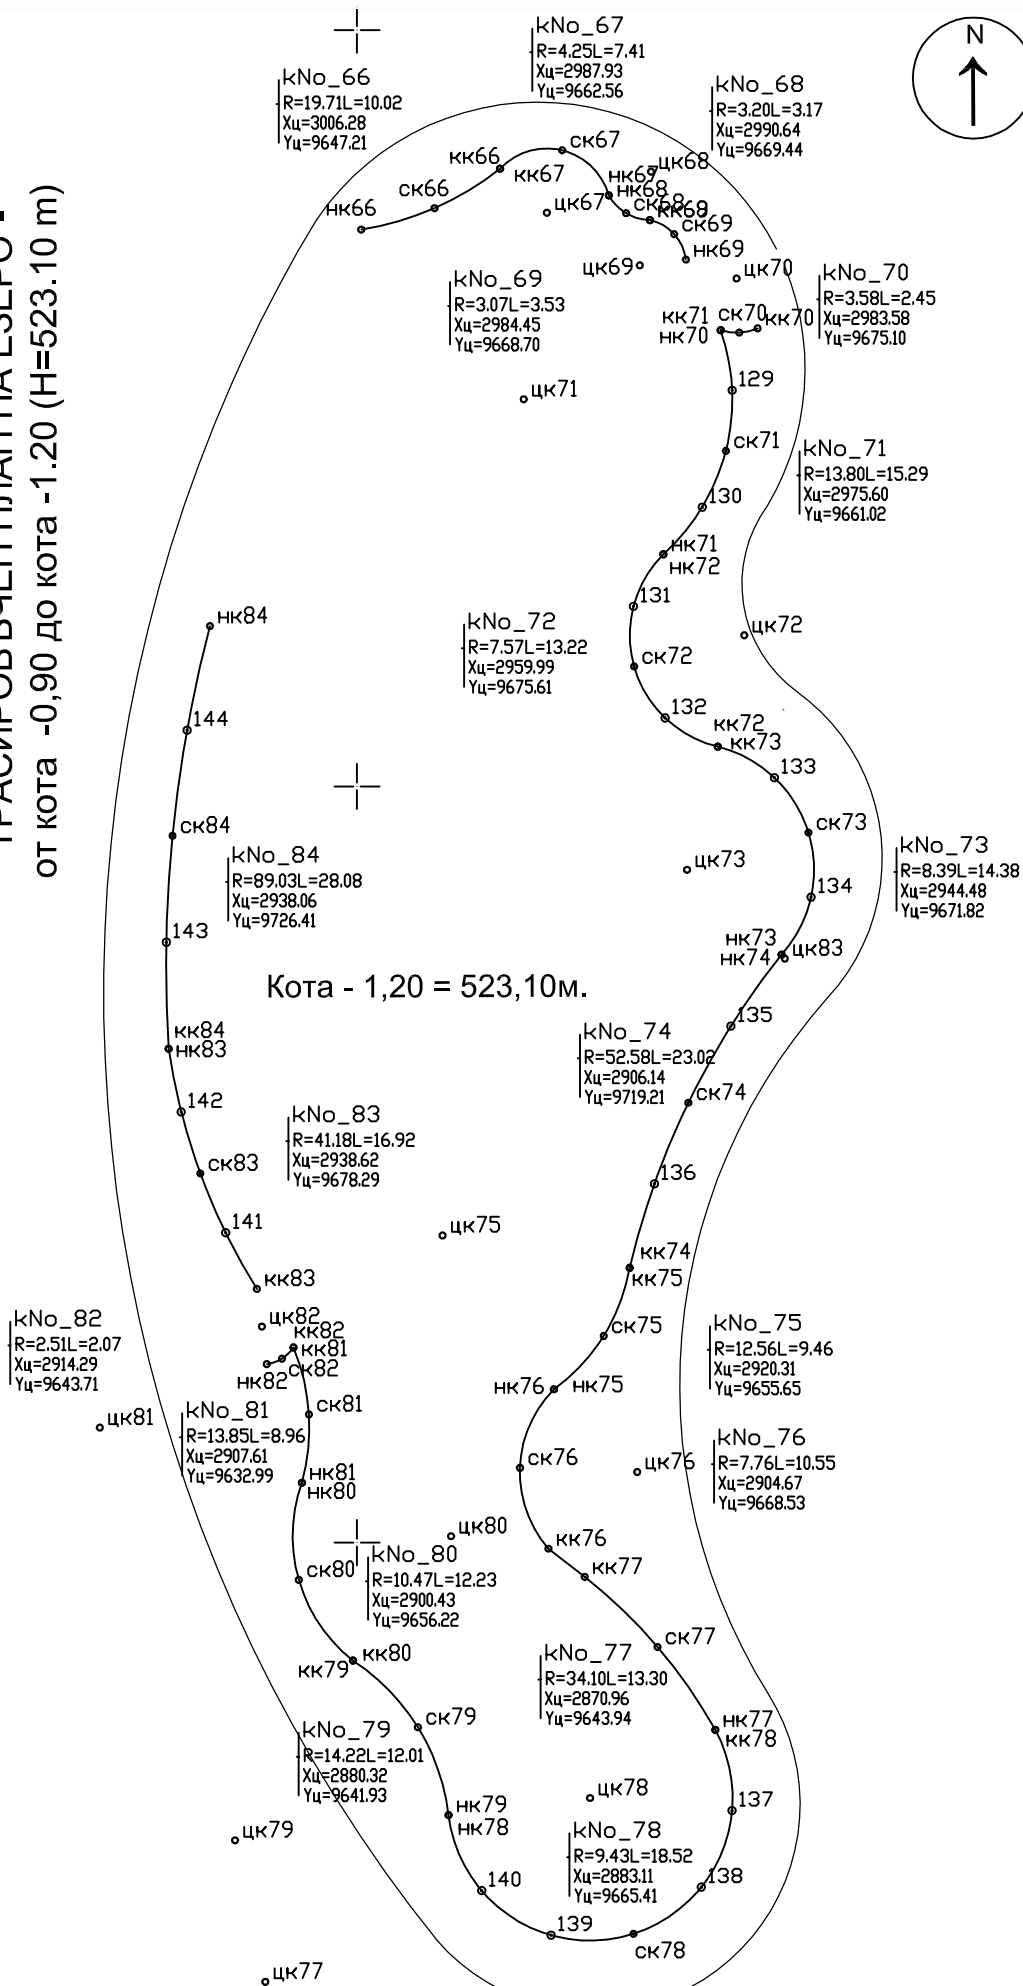 от кота -0,90 до кота -1.20 (H=523.10 m)
N
kNo_67
R=4.25L=7.41
Xц=2987.93
Yц=9662.56
kNo_66
R=19.71L=10.02
Xц=3006.28
Yц=9647.21
kNo_68
R=3.20L=3.17
Xц=2990.64
Yц=9669.44
ск67
кк66
кк67
цк68
нк67
нк68
ск66
нк66
цк67
ск68
кк68
ск69
нк69
цк69
цк70
kNo_69
R=3.07L=3.53
Xц=2984.45
Yц=9668.70
kNo_70
R=3.58L=2.45
Xц=2983.58
Yц=9675.10
кк71
нк70
ск70
кк70
129
цк71
ск71
kNo_71
R=13.80L=15.29
Xц=2975.60
Yц=9661.02
130
нк71
нк72
131
нк84
kNo_72
R=7.57L=13.22
Xц=2959.99
Yц=9675.61
цк72
ск72
132
144
кк72
кк73
133
ск84
ск73
kNo_84
R=89.03L=28.08
Xц=2938.06
Yц=9726.41
цк73
kNo_73
R=8.39L=14.38
Xц=2944.48
Yц=9671.82
134
143
нк73
нк74
цк83
Кота - 1,20 = 523,10м.
кк84
нк83
135
kNo_74
R=52.58L=23.02
Xц=2906.14
Yц=9719.21
ск74
142
kNo_83
R=41.18L=16.92
Xц=2938.62
Yц=9678.29
ск83
136
141
цк75
кк74
кк75
кк83
kNo_82
R=2.51L=2.07
Xц=2914.29
Yц=9643.71
цк82
кк82
кк81
ск82
нк82
ск75
kNo_75
R=12.56L=9.46
Xц=2920.31
Yц=9655.65
нк76
нк75
цк81
kNo_81
R=13.85L=8.96
Xц=2907.61
Yц=9632.99
ск81
ск76
цк76
kNo_76
R=7.76L=10.55
Xц=2904.67
Yц=9668.53
нк81
нк80
цк80
кк76
кк77
ск80
kNo_80
R=10.47L=12.23
Xц=2900.43
Yц=9656.22
кк80
кк79
ск77
kNo_77
R=34.10L=13.30
Xц=2870.96
Yц=9643.94
ск79
kNo_79
R=14.22L=12.01
Xц=2880.32
Yц=9641.93
нк77
кк78
цк78
137
нк79
нк78
цк79
kNo_78
R=9.43L=18.52
Xц=2883.11
Yц=9665.41
138
140
139
ск78
цк77